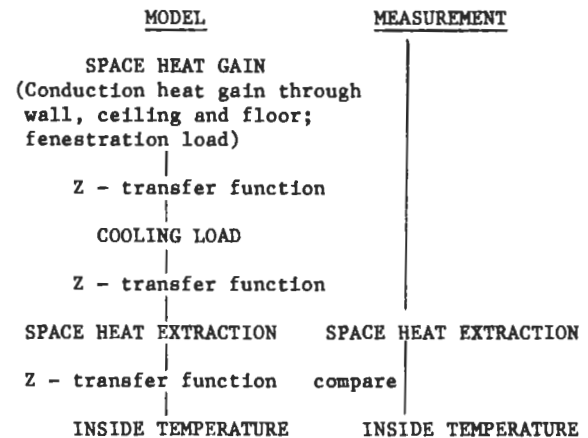 MODEL MEASUREMENT
SPACE HEAT GAIN
(Conduction heat gain through
wall, ceiling and floor;
fenestration load)
Z - transfer function
COOLING LOAD
Z - transfer function
SPACE HEAT EXTRACTION SPACE HEAT EXTRACTION
Z - transfer function compare
INSIDE TEMPERATURE INSIDE TEMPERATURE